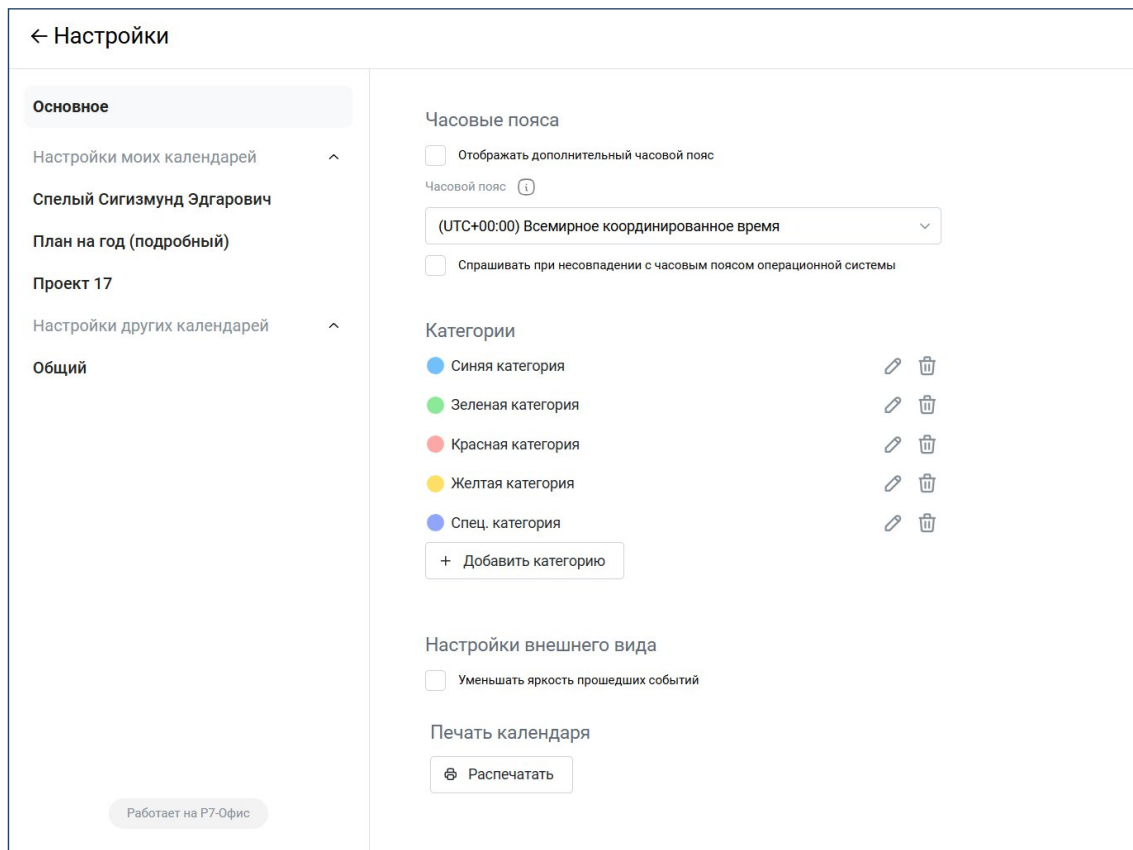 ← Настройки
Основное
Настройки моих календарей
Спелый Сигизмунд Эдгарович
План на год (подробный)
Проект 17
Настройки других календарей
Общий
Работает на Р7-Офис
Часовые пояса
Отображать дополнительный часовой пояс
Часовой пояс
(UTC+00:00) Всемирное координированное время
Спрашивать при несовпадении с часовым поясом операционной системы
Категории
Синяя категория
Зеленая категория
Красная категория
Желтая категория
Спец. категория
+ Добавить категорию
Настройки внешнего вида
Уменьшать яркость прошедших событий
Печать календаря
Распечатать